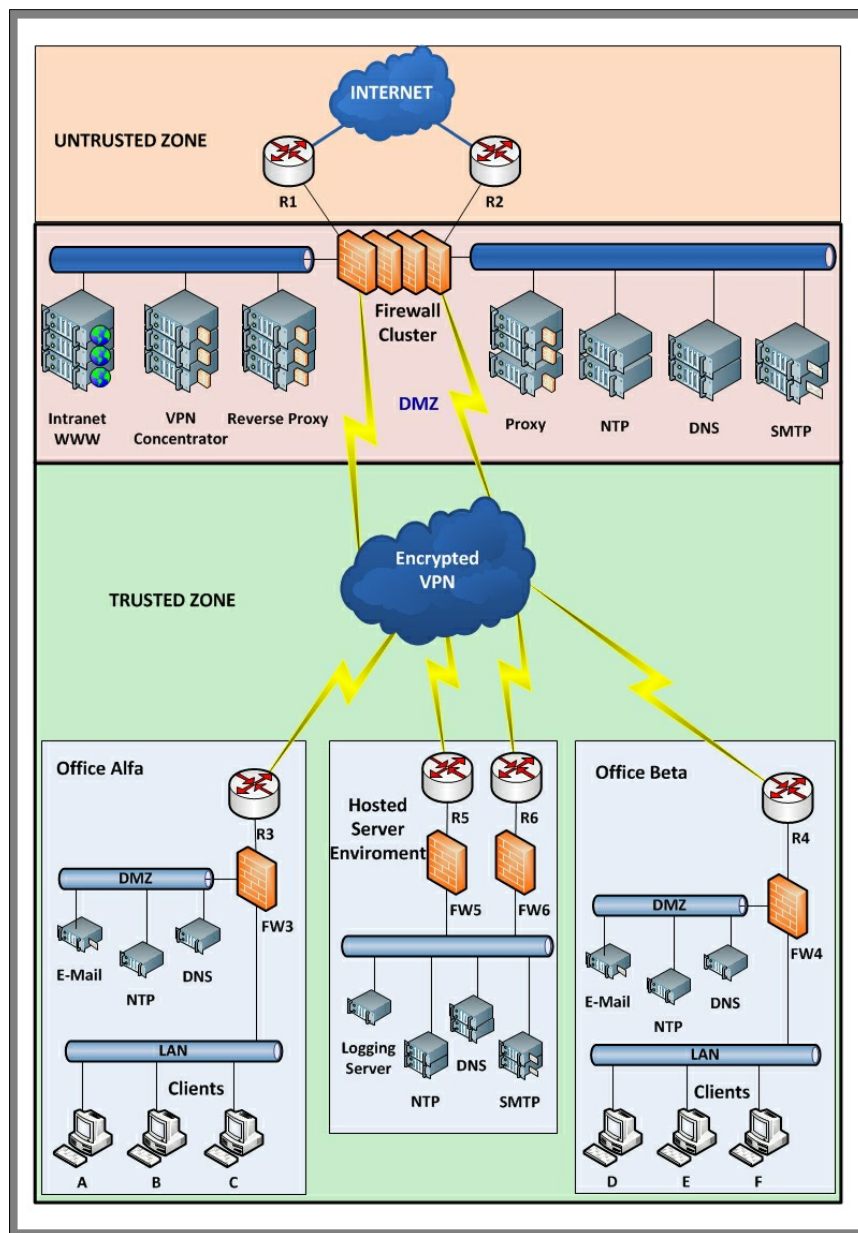 INTERNET
UNTRUSTED ZONE
R1
R2
Firewall
Cluster
DMZ
Intranet
WWW
VPN
Concentrator
Reverse Proxy
Proxy
NTP
DNS
SMTP
Encrypted
VPN
TRUSTED ZONE
Office Alfa
R3
DMZ
FW3
E-Mail
NTP
DNS
LAN
Clients
A
B
C
R5
R6
Hosted
Server
Enviroment
FW5
FW6
Logging
Server
NTP
DNS
SMTP
Office Beta
R4
DMZ
FW4
E-Mail
NTP
DNS
LAN
Clients
D
E
F